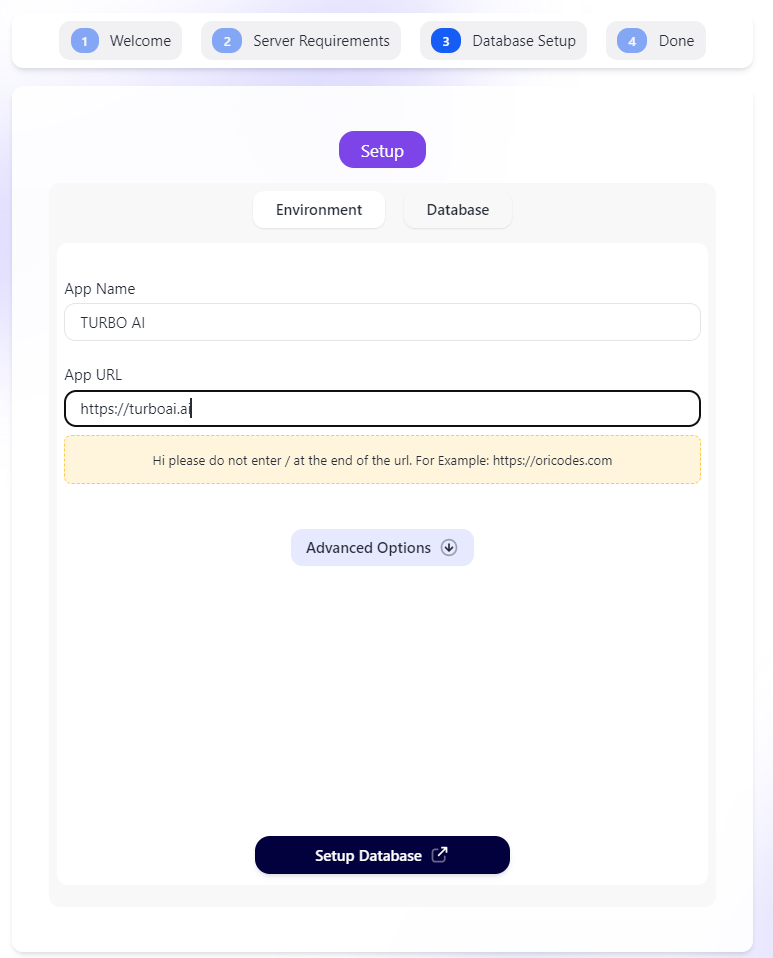 1 Welcome 2 Server Requirements 3 Database Setup 4 Done
Setup
Environment Database
App Name
TURBO AI
App URL
https://turboai.ai
Hi please do not enter / at the end of the url. For Example: https://oricodes.com
Advanced Options
Setup Database